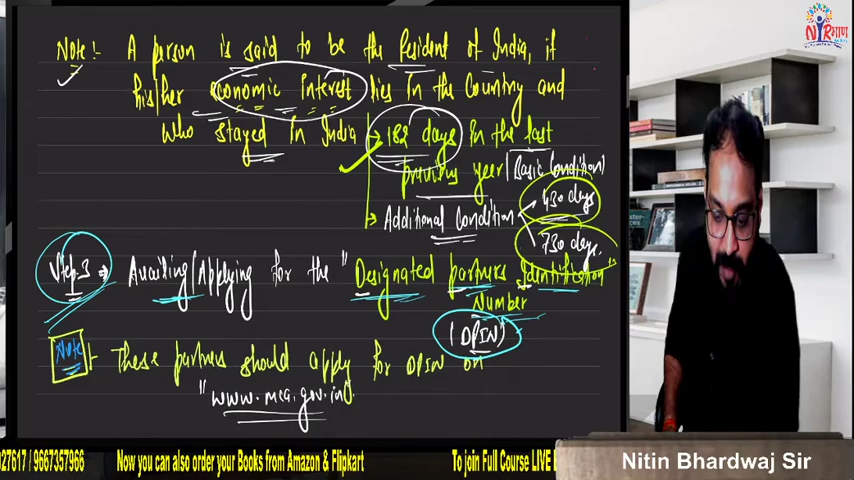 Note:- A person is said to be the Resident of India, if
his/her economic interest lies in the Country and
who stayed in India → 182 days in the last
previous year (Basic Condition)
→ Additional Condition
430 days
730 days.
Step-3 ⇒ Availing/Applying for the "Designated partners Identification"
Number
(DPIN)
Note:- These partners should apply for DPIN on
"www.mca.gov.in".
निर्माण
27617 / 9667357966 Now you can also order your Books from Amazon & Flipkart To join Full Course LIVE
Nitin Bhardwaj Sir